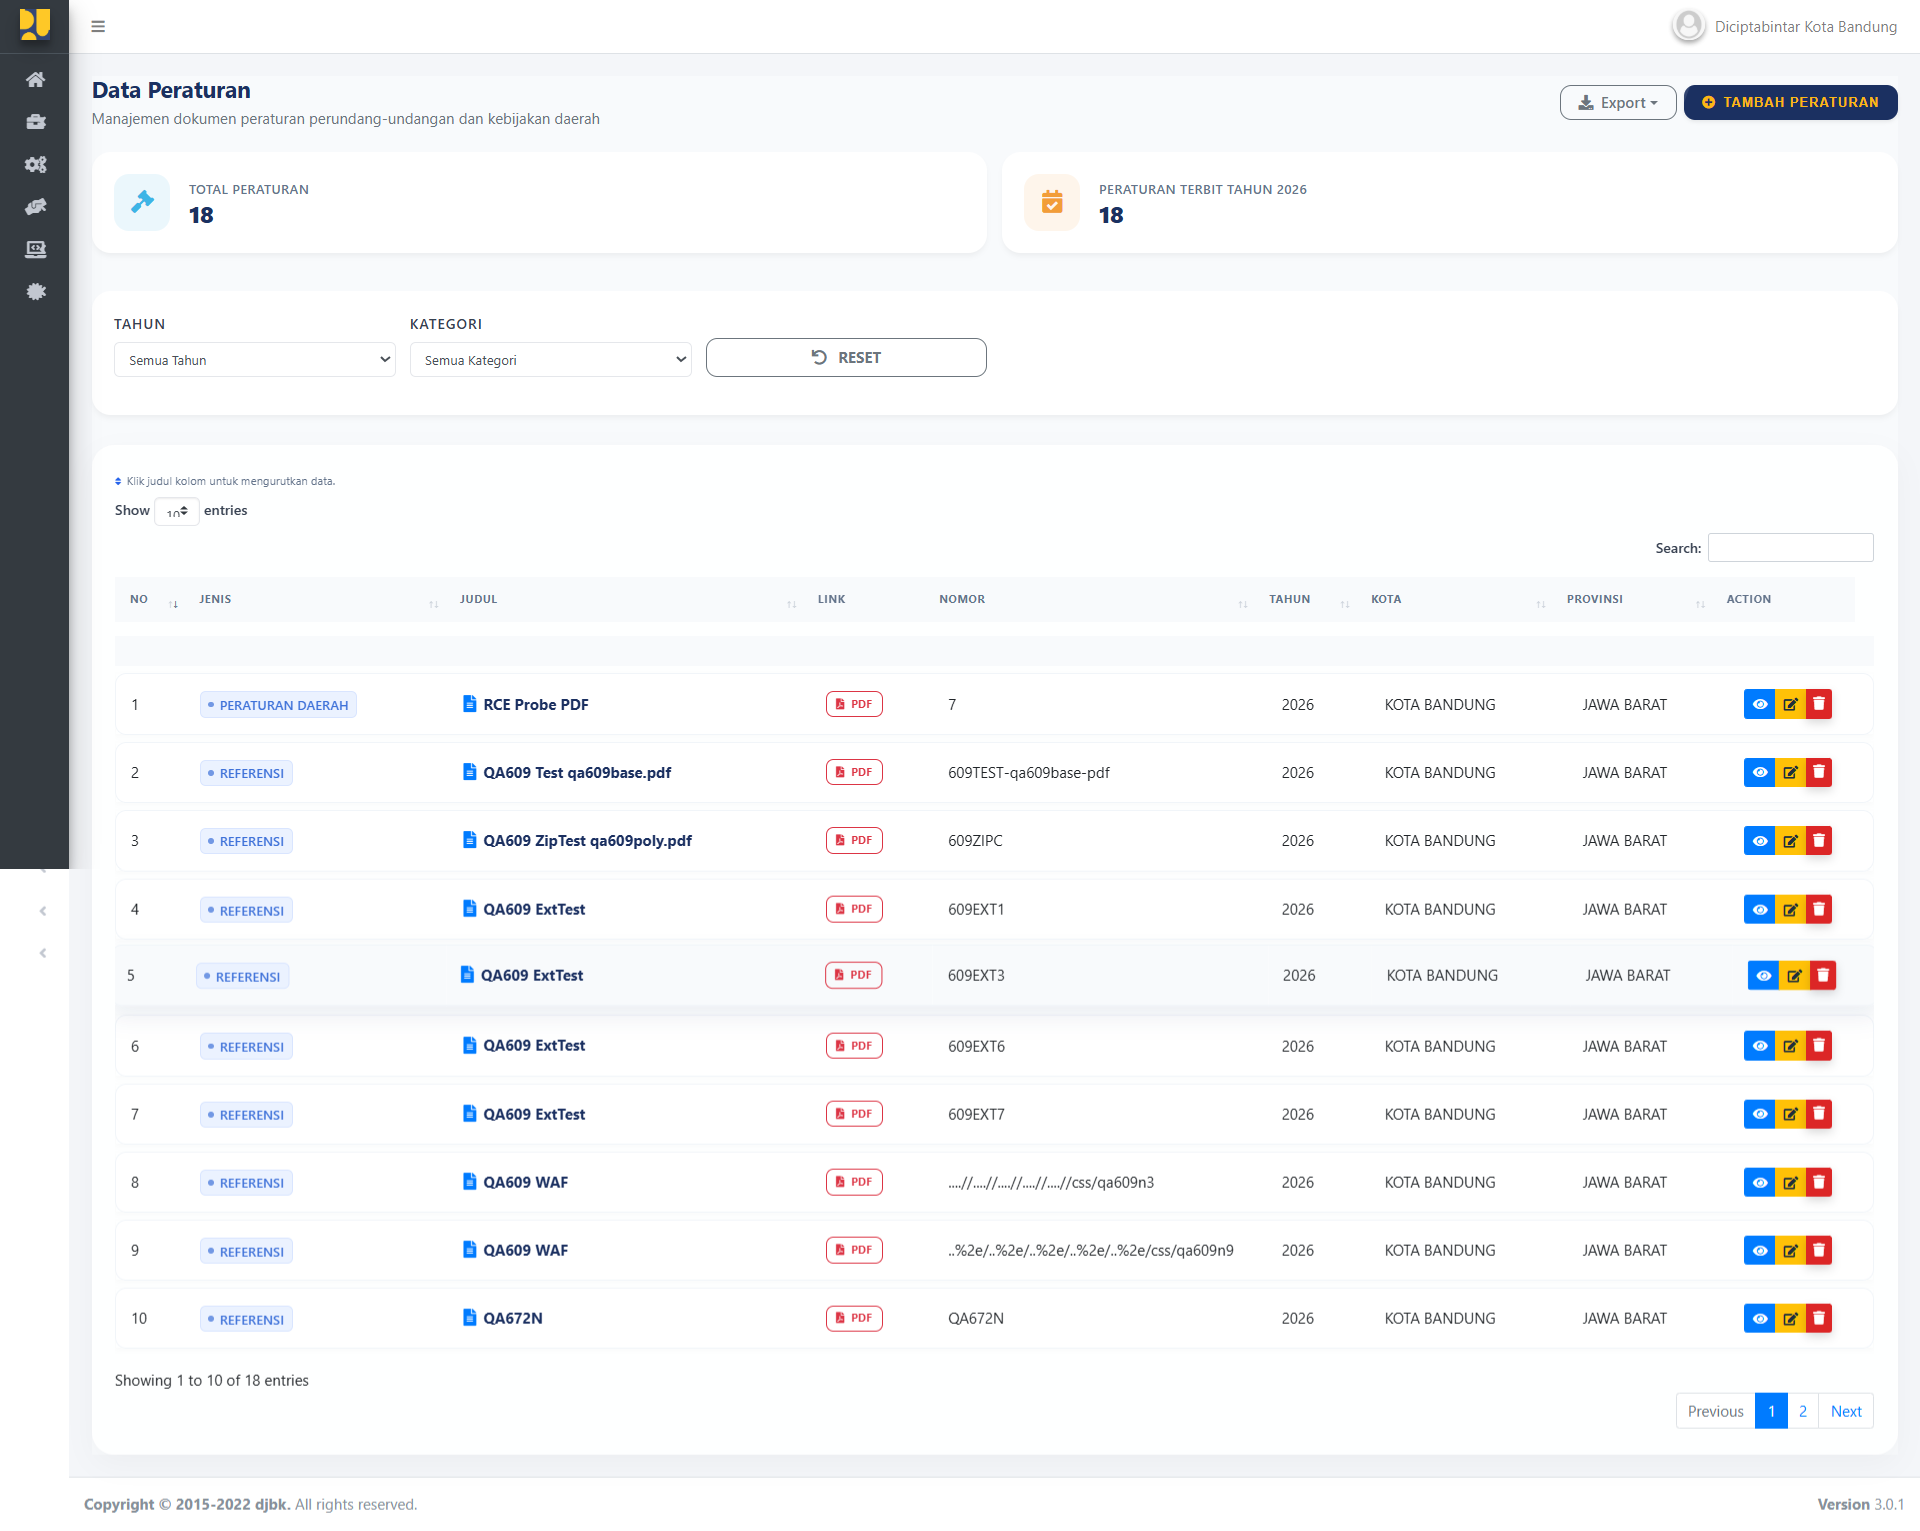 Diciptabintar Kota Bandung
Data Peraturan
Manajemen dokumen peraturan perundang-undangan dan kebijakan daerah
Export
TAMBAH PERATURAN
TOTAL PERATURAN
18
PERATURAN TERBIT TAHUN 2026
18
TAHUN
KATEGORI
Semua Tahun
Semua Kategori
RESET
Klik judul kolom untuk mengurutkan data.
Show 10 entries
Search:
NO JENIS JUDUL LINK NOMOR TAHUN KOTA PROVINSI ACTION
1 PERATURAN DAERAH RCE Probe PDF PDF 7 2026 KOTA BANDUNG JAWA BARAT
2 REFERENSI QA609 Test qa609base.pdf PDF 609TEST-qa609base-pdf 2026 KOTA BANDUNG JAWA BARAT
3 REFERENSI QA609 ZipTest qa609poly.pdf PDF 609ZIPC 2026 KOTA BANDUNG JAWA BARAT
4 REFERENSI QA609 ExtTest PDF 609EXT1 2026 KOTA BANDUNG JAWA BARAT
5 REFERENSI QA609 ExtTest PDF 609EXT3 2026 KOTA BANDUNG JAWA BARAT
6 REFERENSI QA609 ExtTest PDF 609EXT6 2026 KOTA BANDUNG JAWA BARAT
7 REFERENSI QA609 ExtTest PDF 609EXT7 2026 KOTA BANDUNG JAWA BARAT
8 REFERENSI QA609 WAF PDF ....//....//....//....//....//css/qa609n3 2026 KOTA BANDUNG JAWA BARAT
9 REFERENSI QA609 WAF PDF ..%2e/..%2e/..%2e/..%2e/..%2e/css/qa609n9 2026 KOTA BANDUNG JAWA BARAT
10 REFERENSI QA672N PDF QA672N 2026 KOTA BANDUNG JAWA BARAT
Showing 1 to 10 of 18 entries
Previous 1 2 Next
Copyright © 2015-2022 djbk. All rights reserved.
Version 3.0.1